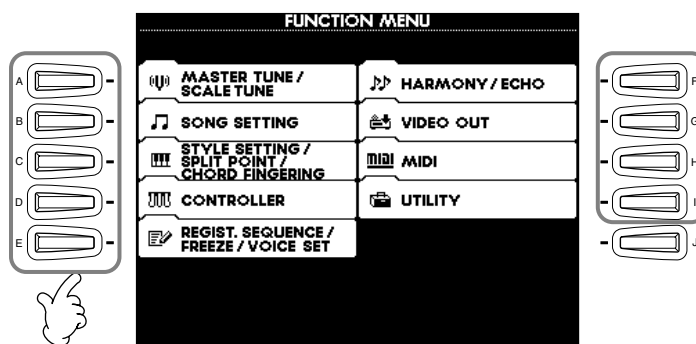 FUNCTION MENU
A
MASTER TUNE /
SCALE TUNE
HARMONY / ECHO
F
B
SONG SETTING
VIDEO OUT
G
C
STYLE SETTING /
SPLIT POINT /
CHORD FINGERING
MIDI
MIDI
H
D
CONTROLLER
UTILITY
I
E
REGIST. SEQUENCE /
FREEZE / VOICE SET
J